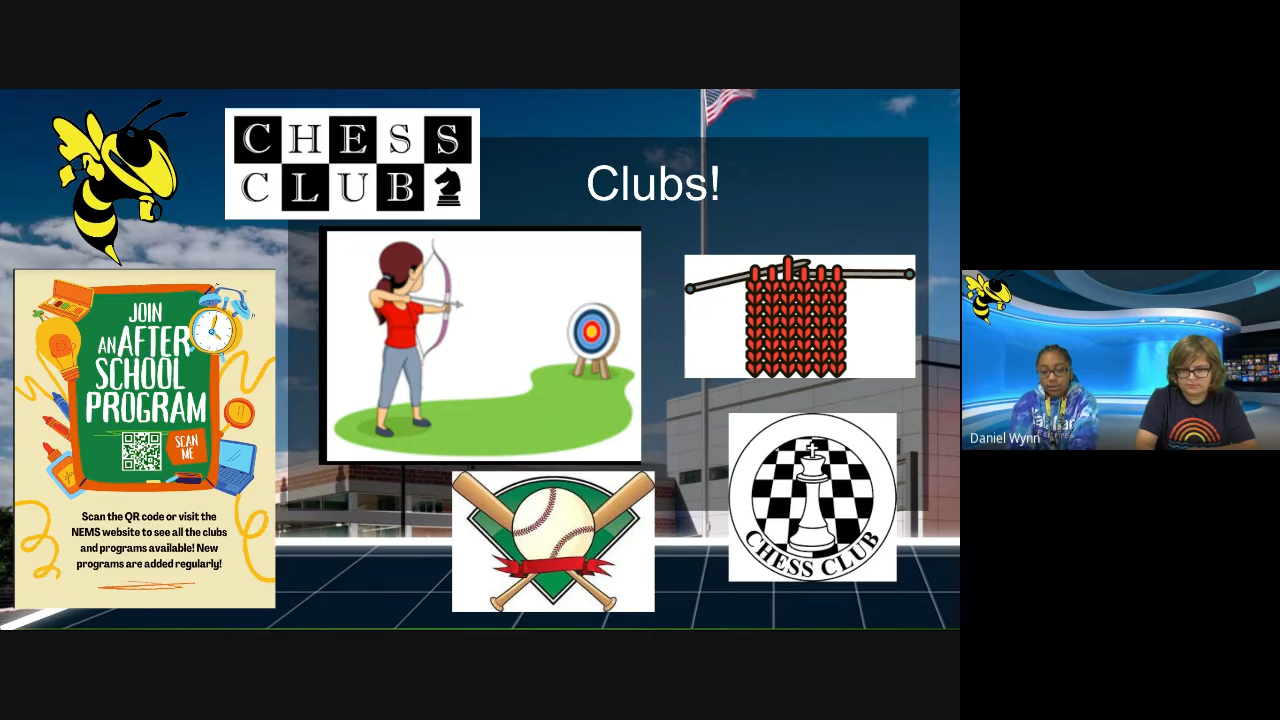 CHESS
CLUB
Clubs!
JOIN
AN AFTER
SCHOOL
PROGRAM
SCAN
ME
Scan the QR code or visit the
NEMS website to see all the clubs
and programs available! New
programs are added regularly!
CHESS CLUB
Daniel Wynn